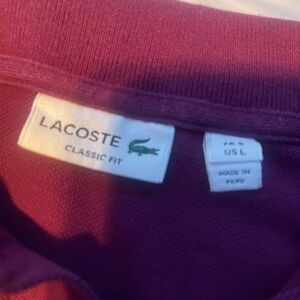 LACOSTE
CLASSIC FIT
US L
MADE IN
PERU